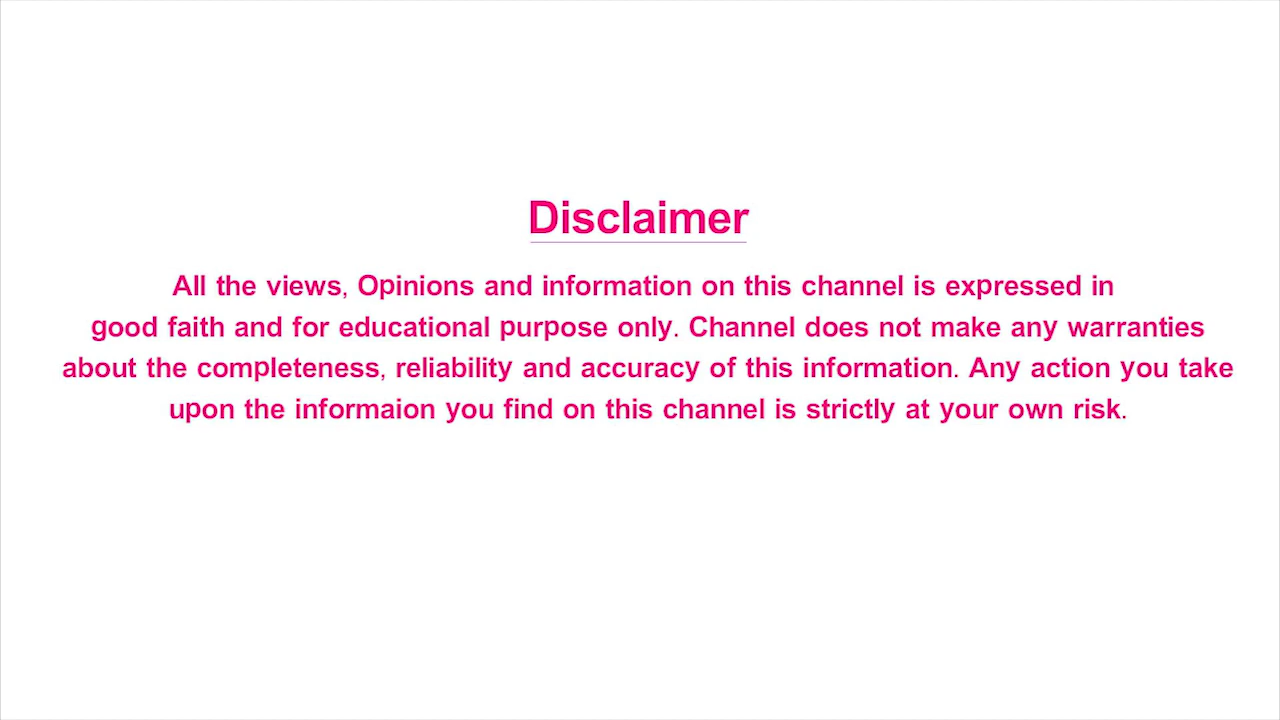 Disclaimer
All the views, Opinions and information on this channel is expressed in
good faith and for educational purpose only. Channel does not make any warranties
about the completeness, reliability and accuracy of this information. Any action you take
upon the informaion you find on this channel is strictly at your own risk.